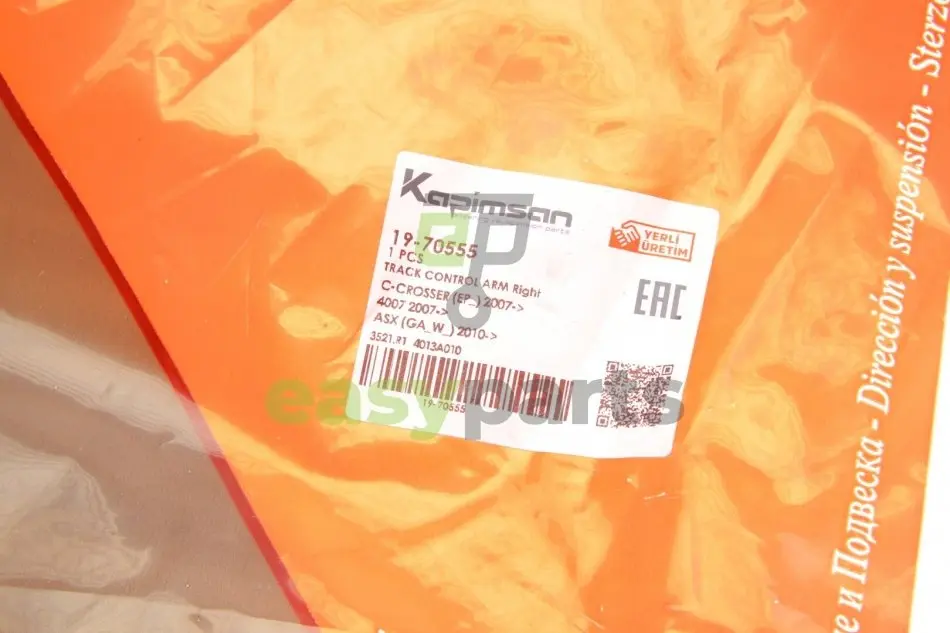 Kapimsan
19-70555
1 PCS
TRACK CONTROL ARM Right
C-CROSSER (EP_) 2007->
4007 2007->
ASX (GA_W_) 2010->
3521.R1 4013A010
19-70555
YERLİ
ÜRETİM
EAC
easyparts
е и Подвеска - Dirección y suspensión - Sterze